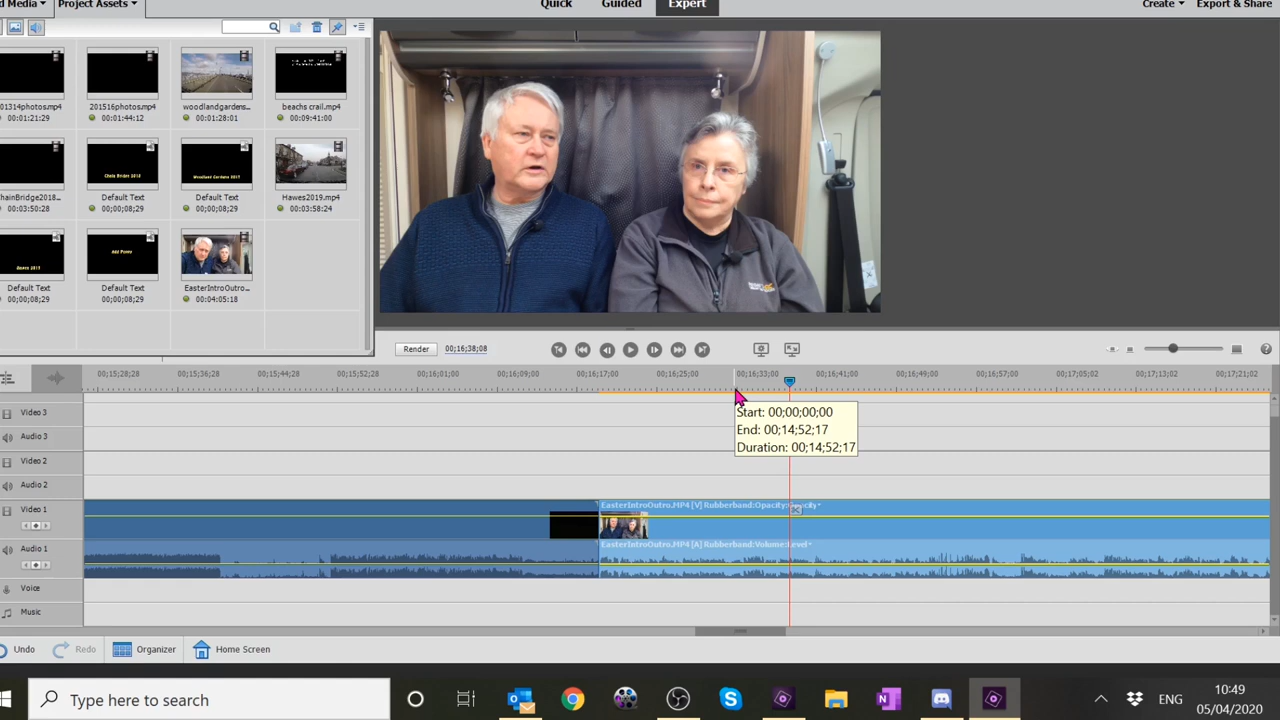 d Media Project Assets
Quick Guided Expert
Create Export & Share
01314photos.mp4 201516photos.mp4 woodlandgardens... beachs crail.mp4
00:01:21:29 00:01:44:12 00:01:28:01 00:09:41:00
hainBridge2018... Default Text Default Text Hawes2019.mp4
00:03:50:28 00;00;08;29 00;00;08;29 00:03:58:24
Default Text Default Text EasterIntroOutro...
00;00;08;29 00;00;08;29 00:04:05:18
Render 00;16;38;08
00;15;28;28 00;15;36;28 00;15;44;28 00;15;52;28 00;16;01;00 00;16;09;00 00;16;17;00 00;16;25;00 00;16;33;00 00;16;41;00 00;16;49;00 00;16;57;00 00;17;05;02 00;17;13;02 00;17;21;02
Start: 00;00;00;00
End: 00;14;52;17
Duration: 00;14;52;17
Video 3
Audio 3
Video 2
Audio 2
Video 1
EasterIntroOutro.MP4 [V] Rubberband:Opacity:Opacity
Audio 1
EasterIntroOutro.MP4 [A] Rubberband:Volume:Level
Voice
Music
Undo Redo Organizer Home Screen
Type here to search
ENG
10:49
05/04/2020